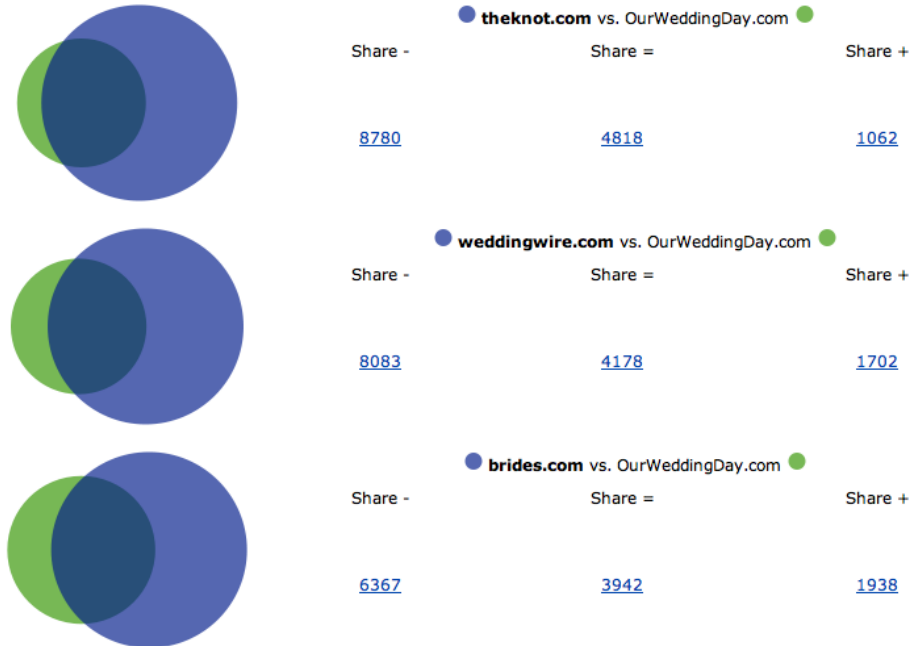 theknot.com vs. OurWeddingDay.com
Share - Share = Share +
8780 4818 1062
weddingwire.com vs. OurWeddingDay.com
Share - Share = Share +
8083 4178 1702
brides.com vs. OurWeddingDay.com
Share - Share = Share +
6367 3942 1938